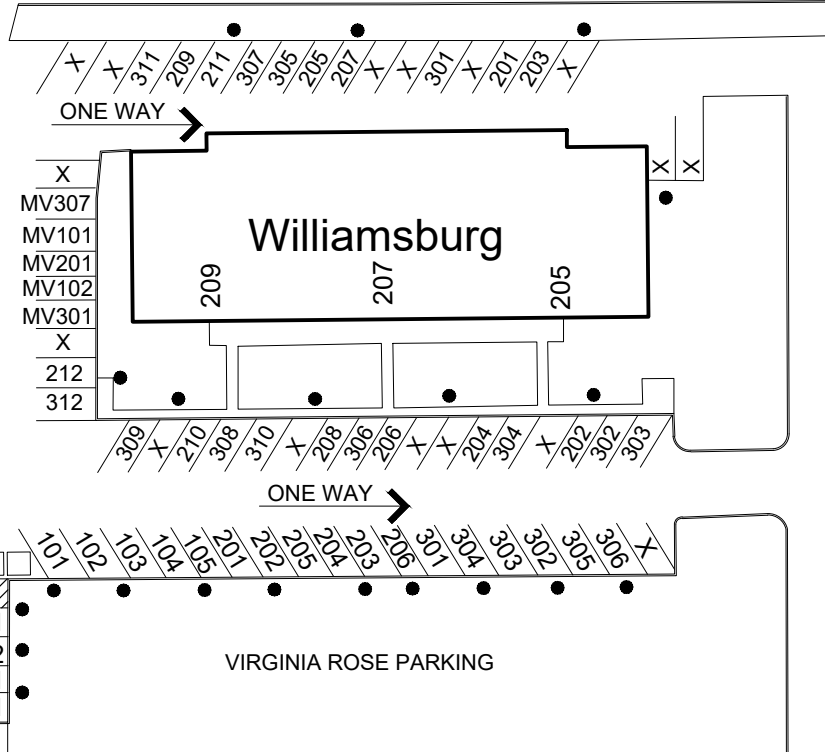 X X 311 209 211 307 305 205 207 X X 301 X 201 203 X
ONE WAY
X X
X
MV307
MV101
MV201
MV102
MV301
X
212
312
Williamsburg
209 207 205
309 X 210 308 310 X 208 306 206 X X 204 304 X 202 302 303
ONE WAY
101 102 103 104 105 201 202 205 204 203 206 301 304 303 302 305 306 X
VIRGINIA ROSE PARKING